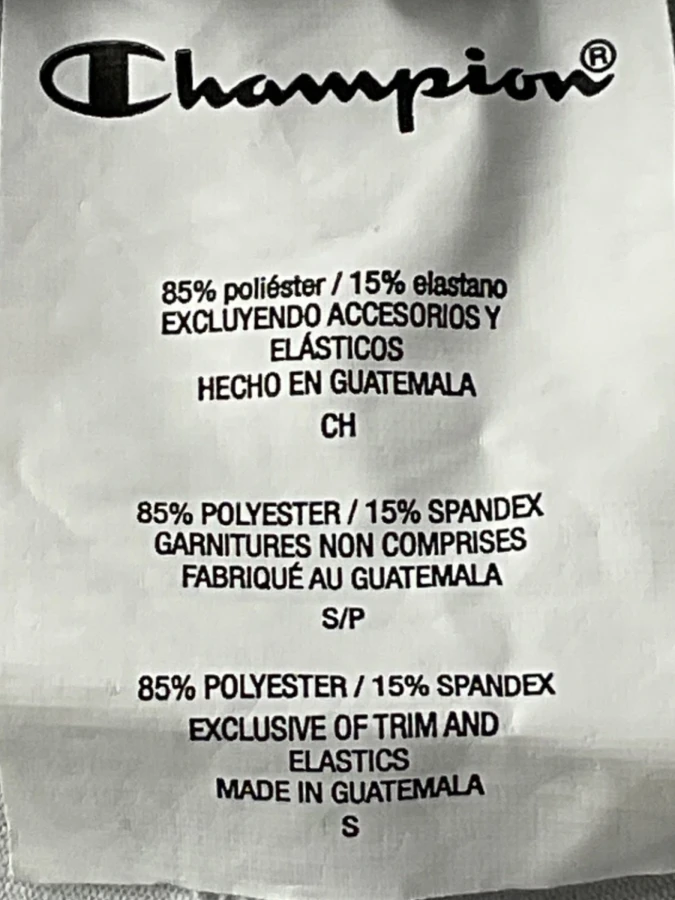 Champion®
85% poliéster / 15% elastano
EXCLUYENDO ACCESORIOS Y
ELÁSTICOS
HECHO EN GUATEMALA
CH
85% POLYESTER / 15% SPANDEX
GARNITURES NON COMPRISES
FABRIQUÉ AU GUATEMALA
S/P
85% POLYESTER / 15% SPANDEX
EXCLUSIVE OF TRIM AND
ELASTICS
MADE IN GUATEMALA
S